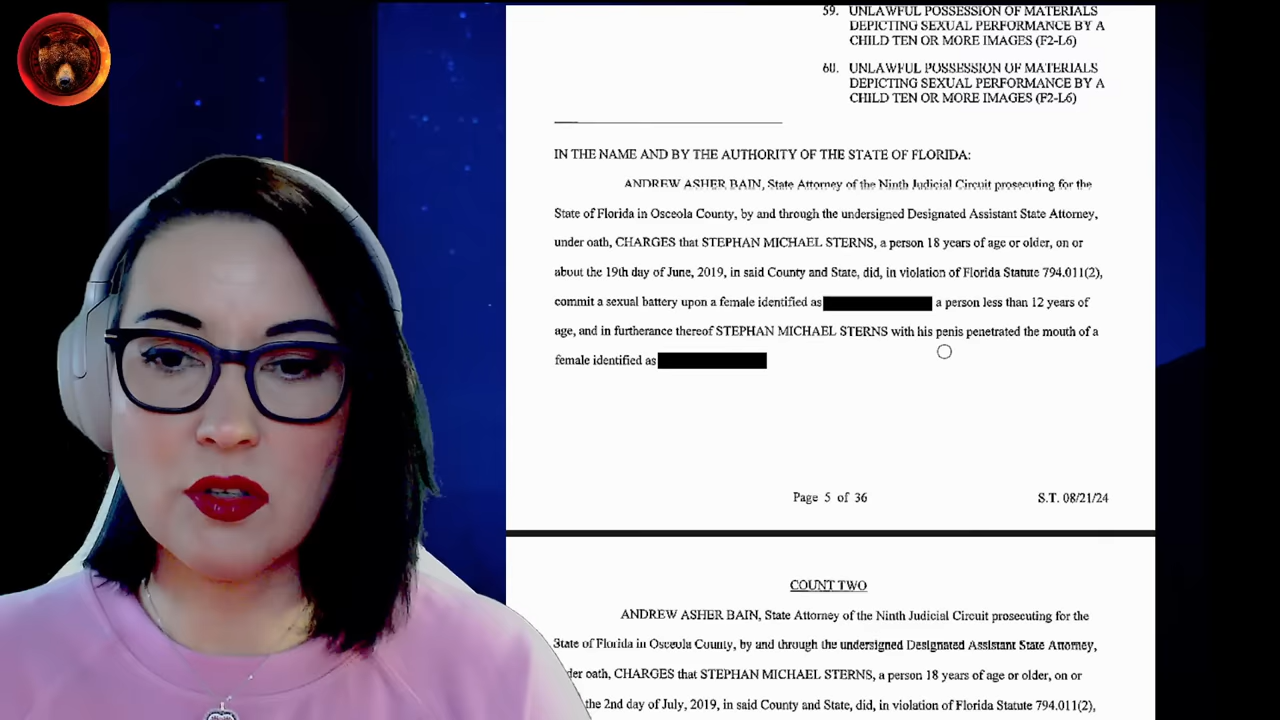 59. UNLAWFUL POSSESSION OF MATERIALS
DEPICTING SEXUAL PERFORMANCE BY A
CHILD TEN OR MORE IMAGES (F2-L6)
60. UNLAWFUL POSSESSION OF MATERIALS
DEPICTING SEXUAL PERFORMANCE BY A
CHILD TEN OR MORE IMAGES (F2-L6)
IN THE NAME AND BY THE AUTHORITY OF THE STATE OF FLORIDA:
ANDREW ASHER BAIN, State Attorney of the Ninth Judicial Circuit prosecuting for the
State of Florida in Osceola County, by and through the undersigned Designated Assistant State Attorney,
under oath, CHARGES that STEPHAN MICHAEL STERNS, a person 18 years of age or older, on or
about the 19th day of June, 2019, in said County and State, did, in violation of Florida Statute 794.011(2),
commit a sexual battery upon a female identified as a person less than 12 years of
age, and in furtherance thereof STEPHAN MICHAEL STERNS with his penis penetrated the mouth of a
female identified as
Page 5 of 36
S.T. 08/21/24
COUNT TWO
ANDREW ASHER BAIN, State Attorney of the Ninth Judicial Circuit prosecuting for the
State of Florida in Osceola County, by and through the undersigned Designated Assistant State Attorney,
oath, CHARGES that STEPHAN MICHAEL STERNS, a person 18 years of age or older, on or
the 2nd day of July, 2019, in said County and State, did, in violation of Florida Statute 794.011(2),